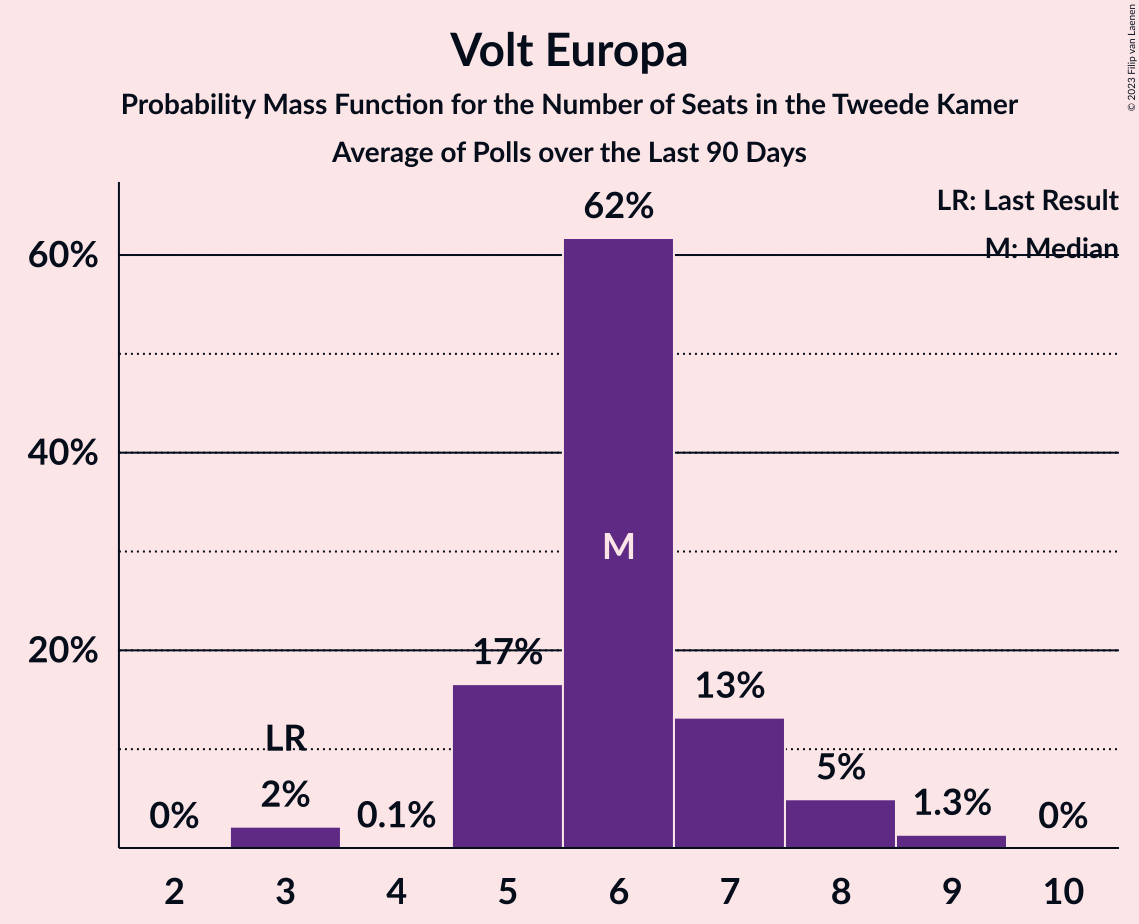 Volt Europa
Probability Mass Function for the Number of Seats in the Tweede Kamer
Average of Polls over the Last 90 Days
© 2023 Filip van Laenen
LR: Last Result
M: Median
62%
60%
40%
M
20%
17%
13%
LR
5%
2%
1.3%
0%
0.1%
0%
2 3 4 5 6 7 8 9 10